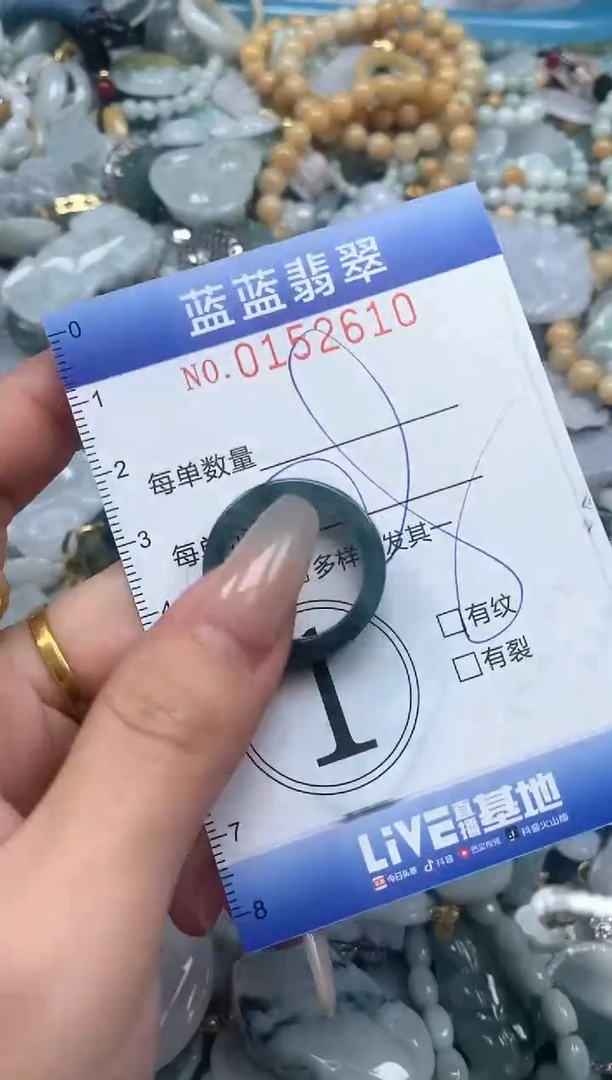 蓝蓝翡翠
NO.0152610
0
1
2
3
4
7
8
每单数量
每单
多样
发其一
□有纹
□有裂
1
LiVE直播基地
今日头条 抖音 西瓜视频 抖音火山版